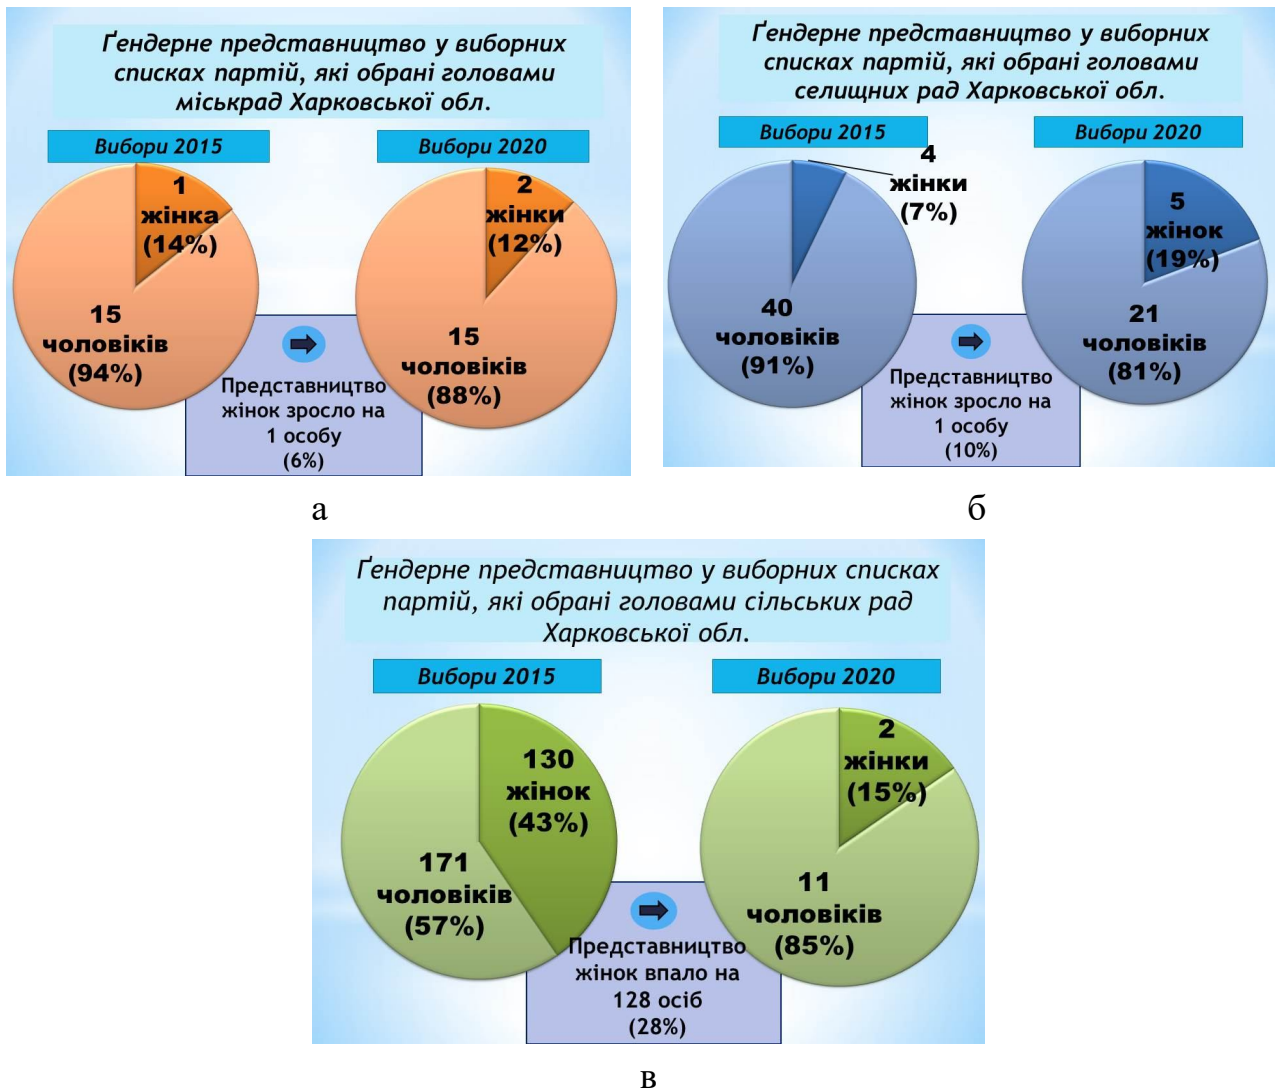 Ґендерне представництво у виборних
списках партій, які обрані головами
міськрад Харковської обл.
Вибори 2015
Вибори 2020
1
жінка
(14%)
15
чоловіків
(94%)
2
жінки
(12%)
15
чоловіків
(88%)
Представництво
жінок зросло на
1 особу
(6%)
а
Ґендерне представництво у виборних
списках партій, які обрані головами
селищних рад Харковської обл.
Вибори 2015
Вибори 2020
4
жінки
(7%)
40
чоловіків
(91%)
5
жінок
(19%)
21
чоловіків
(81%)
Представництво
жінок зросло на
1 особу
(10%)
б
Ґендерне представництво у виборних списках
партій, які обрані головами сільських рад
Харковської обл.
Вибори 2015
Вибори 2020
130
жінок
(43%)
171
чоловіків
(57%)
2
жінки
(15%)
11
чоловіків
(85%)
Представництво
жінок впало на
128 осіб
(28%)
в